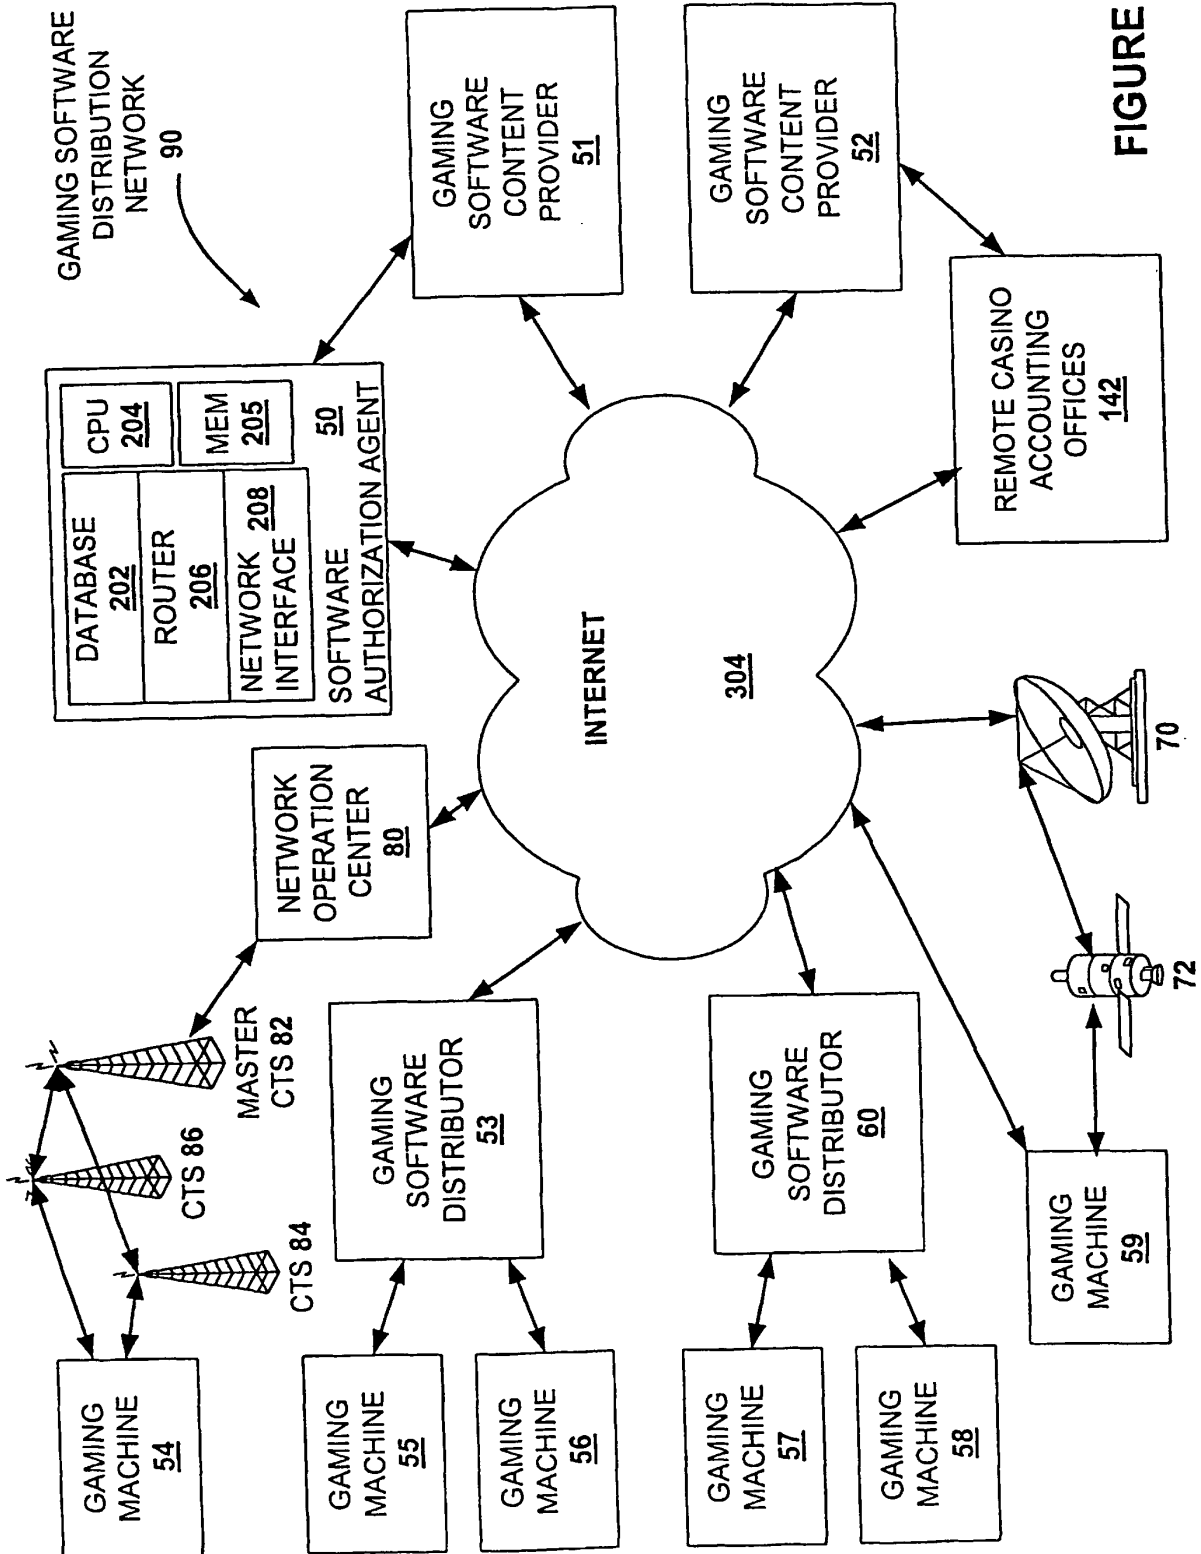 GAMING SOFTWARE
DISTRIBUTION
NETWORK
90
DATABASE
202
CPU
204
ROUTER
206
MEM
205
NETWORK
INTERFACE
208
SOFTWARE
AUTHORIZATION AGENT
50
GAMING
SOFTWARE
CONTENT
PROVIDER
51
GAMING
SOFTWARE
CONTENT
PROVIDER
52
NETWORK
OPERATION
CENTER
80
MASTER
CTS 82
CTS 86
CTS 84
INTERNET
304
GAMING
SOFTWARE
DISTRIBUTOR
53
GAMING
SOFTWARE
DISTRIBUTOR
60
REMOTE CASINO
ACCOUNTING
OFFICES
142
GAMING
MACHINE
54
GAMING
MACHINE
55
GAMING
MACHINE
56
GAMING
MACHINE
57
GAMING
MACHINE
58
GAMING
MACHINE
59
72
70
FIGURE